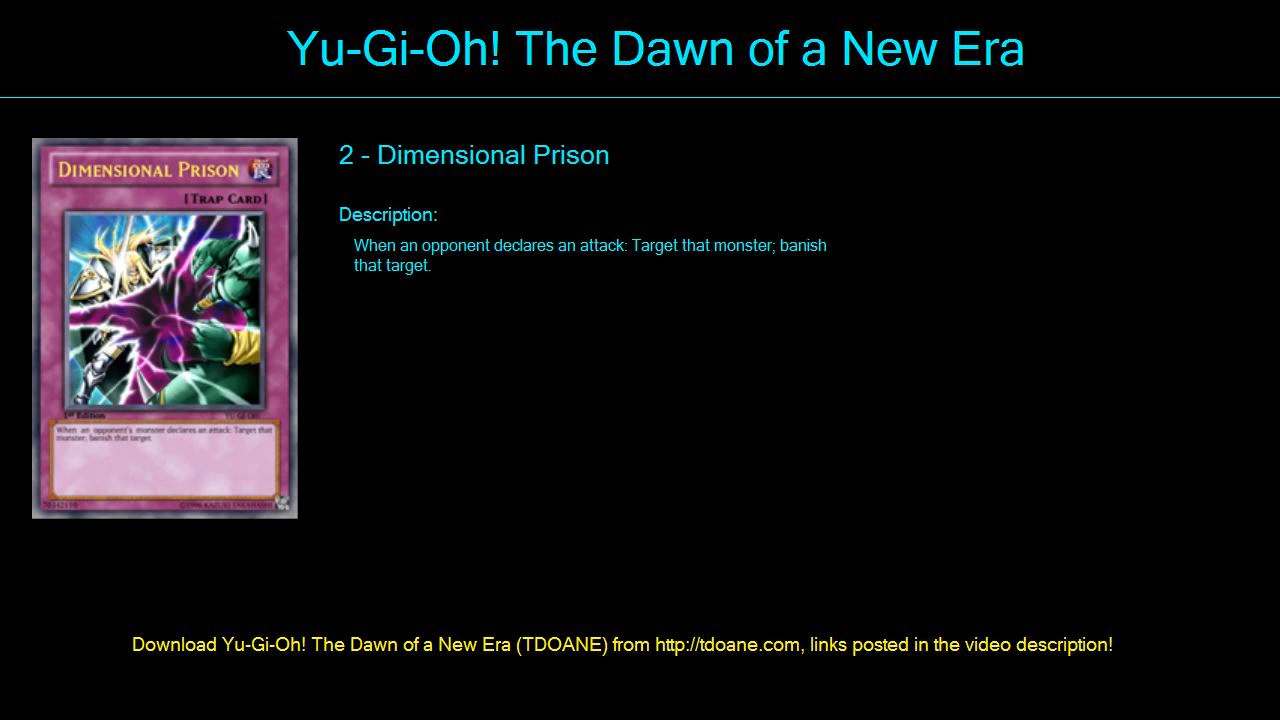 Yu-Gi-Oh! The Dawn of a New Era
2 - Dimensional Prison
Description:
When an opponent declares an attack: Target that monster; banish
that target.
DIMENSIONAL PRISON
[TRAP CARD]
1st Edition
When an opponent's monster declares an attack: Target that
monster; banish that target.
©1996 KAZUKI TAKAHASHI
Download Yu-Gi-Oh! The Dawn of a New Era (TDOANE) from http://tdoane.com, links posted in the video description!